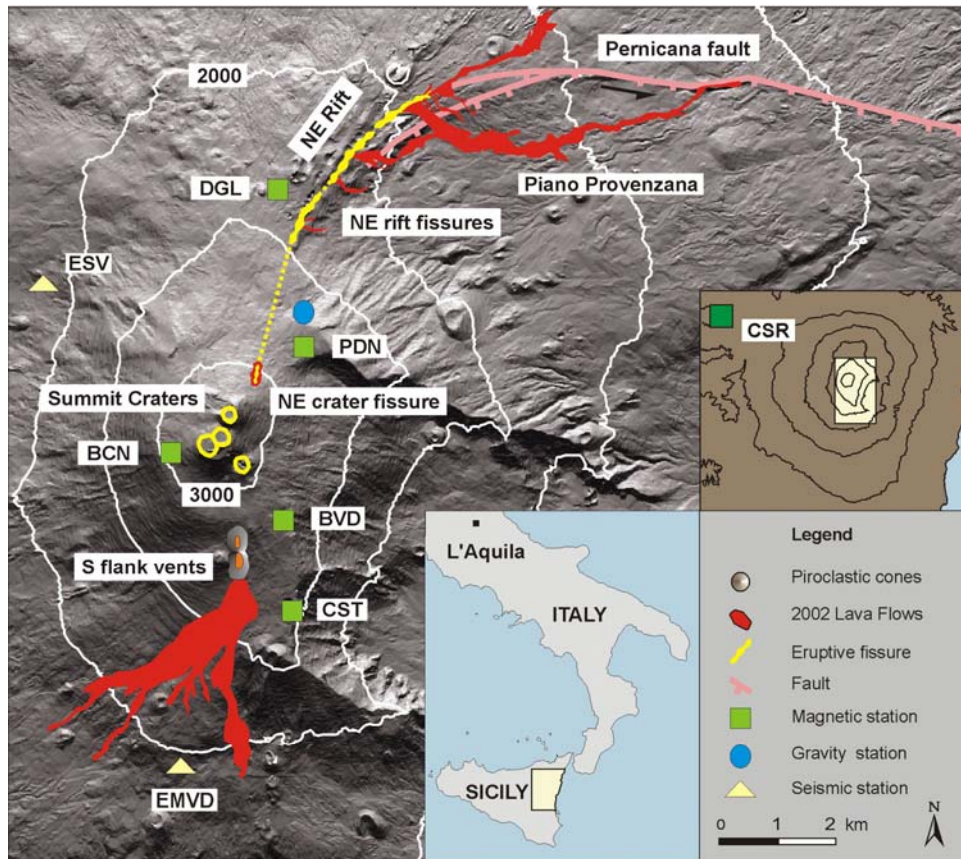 Pernicana fault
2000
NE Rift
DGL
Piano Provenzana
NE rift fissures
ESV
PDN
CSR
Summit Craters
NE crater fissure
BCN
3000
BVD
S flank vents
CST
EMVD
L'Aquila
ITALY
SICILY
Legend
Piroclastic cones
2002 Lava Flows
Eruptive fissure
Fault
Magnetic station
Gravity station
Seismic station
N
0 1 2 km